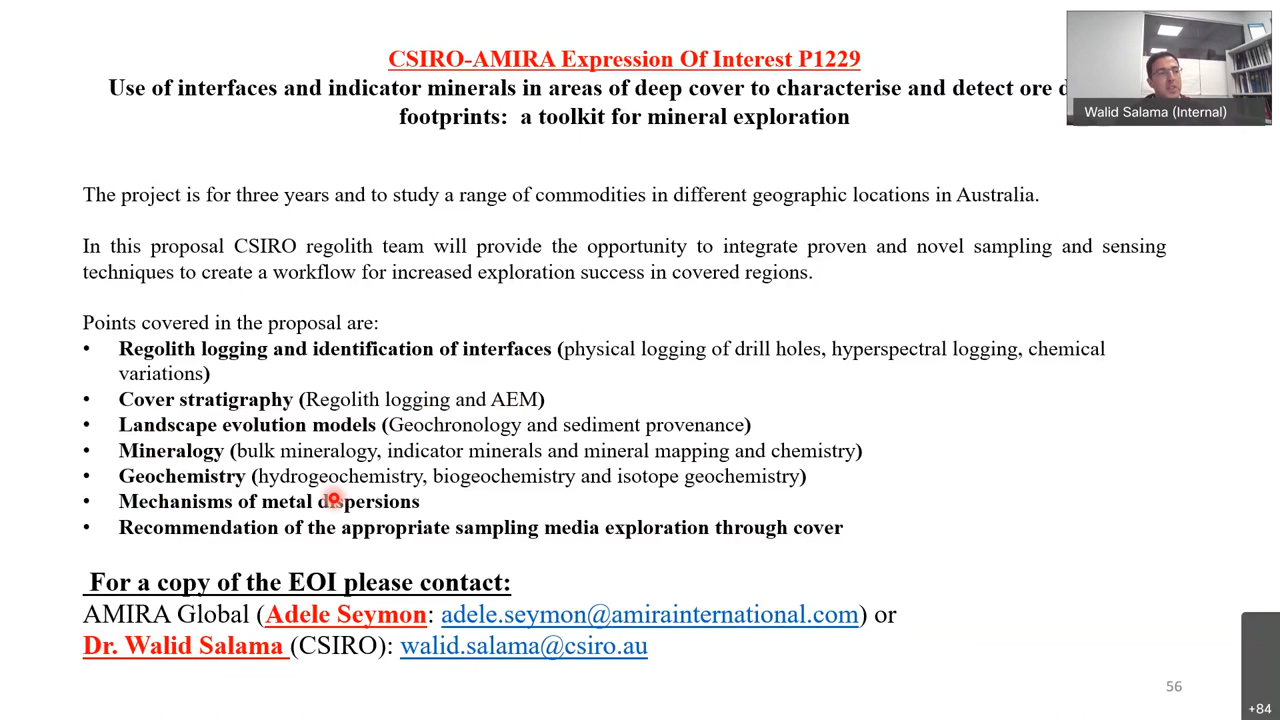 CSIRO-AMIRA Expression Of Interest P1229
Use of interfaces and indicator minerals in areas of deep cover to characterise and detect ore
footprints: a toolkit for mineral exploration
Walid Salama (Internal)
The project is for three years and to study a range of commodities in different geographic locations in Australia.
In this proposal CSIRO regolith team will provide the opportunity to integrate proven and novel sampling and sensing
techniques to create a workflow for increased exploration success in covered regions.
Points covered in the proposal are:
• Regolith logging and identification of interfaces (physical logging of drill holes, hyperspectral logging, chemical
variations)
• Cover stratigraphy (Regolith logging and AEM)
• Landscape evolution models (Geochronology and sediment provenance)
• Mineralogy (bulk mineralogy, indicator minerals and mineral mapping and chemistry)
• Geochemistry (hydrogeochemistry, biogeochemistry and isotope geochemistry)
• Mechanisms of metal dispersions
• Recommendation of the appropriate sampling media exploration through cover
For a copy of the EOI please contact:
AMIRA Global (Adele Seymon: adele.seymon@amirainternational.com) or
Dr. Walid Salama (CSIRO): walid.salama@csiro.au
56
+84